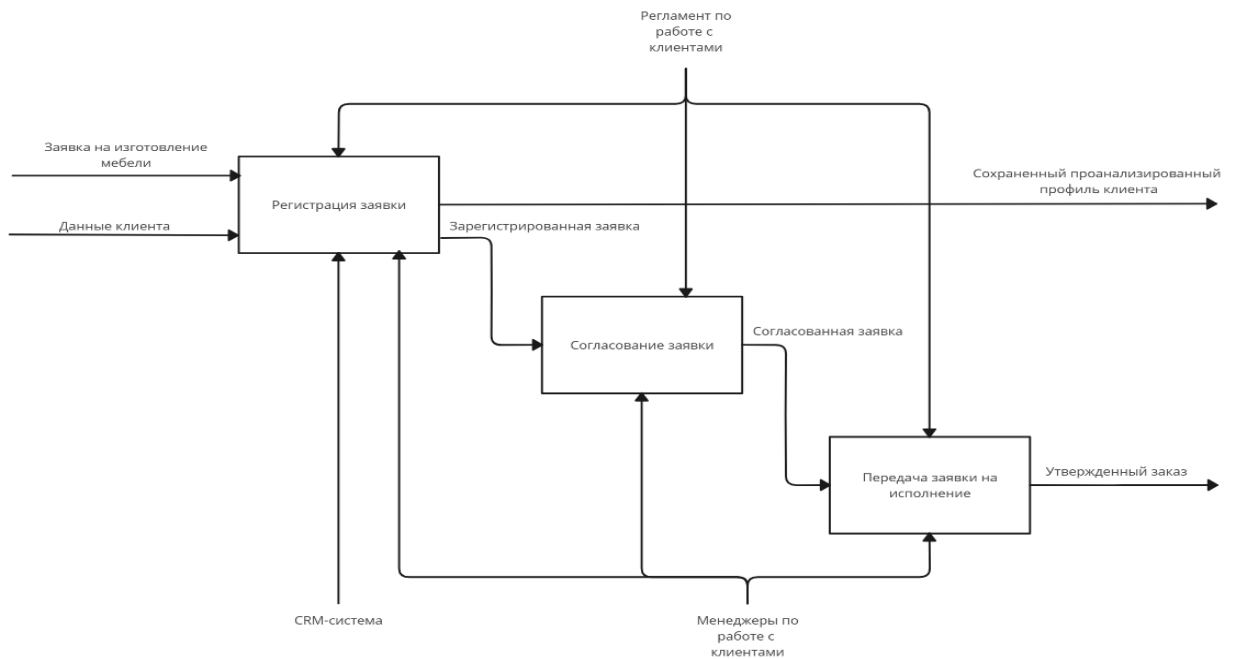 Регламент по
работе с
клиентами
Заявка на изготовление
мебели
Сохраненный проанализированный
профиль клиента
Регистрация заявки
Данные клиента
Зарегистрированная заявка
Согласование заявки
Согласованная заявка
Передача заявки на
исполнение
Утвержденный заказ
CRM-система
Менеджеры по
работе с
клиентами